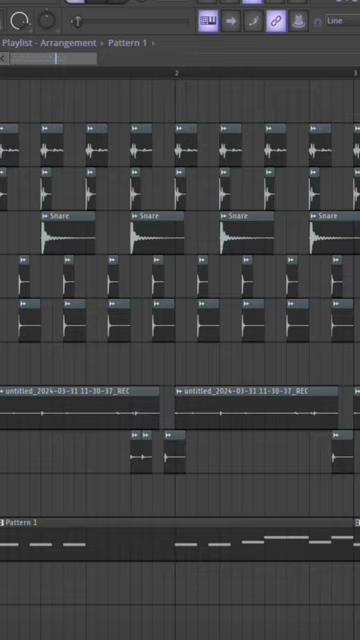 Line
Playlist - Arrangement › Pattern 1 ›
2
3
Snare
Snare
Snare
Snare
untitled_2024-03-31 11-30-37_REC
untitled_2024-03-31 11-30-37_REC
Pattern 1